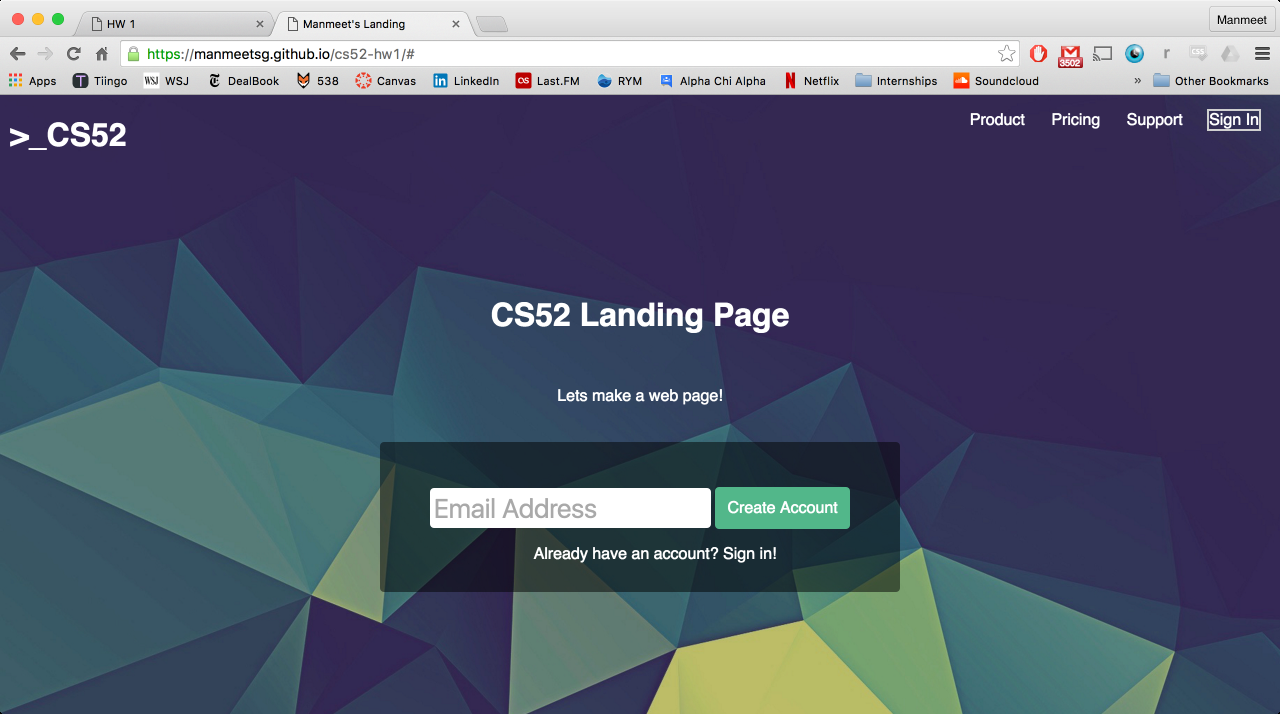 HW 1
Manmeet's Landing
Manmeet
https://manmeetsg.github.io/cs52-hw1/#
3502
r
CSS
Apps
Tiingo
WSJ WSJ
DealBook
538
Canvas
LinkedIn
Last.FM
RYM
Alpha Chi Alpha
Netflix
Internships
Soundcloud
»
Other Bookmarks
>_CS52
Product
Pricing
Support
Sign In
CS52 Landing Page
Lets make a web page!
Email Address
Create Account
Already have an account? Sign in!